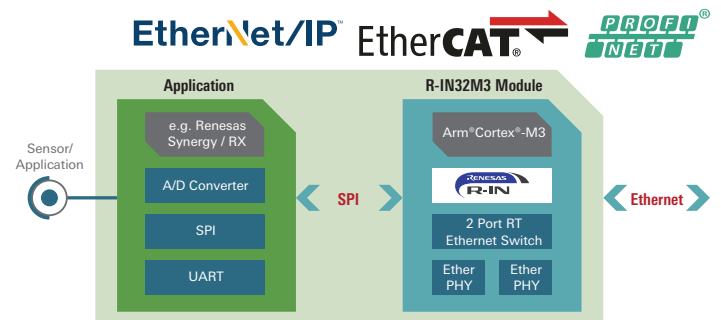 EtherNet/IP™
EtherCAT®
PROFI
NET®
Application
R-IN32M3 Module
e.g. Renesas
Synergy / RX
Arm®Cortex®-M3
Sensor/
Application
A/D Converter
RENESAS
R-IN
SPI
Ethernet
SPI
2 Port RT
Ethernet Switch
UART
Ether
PHY
Ether
PHY